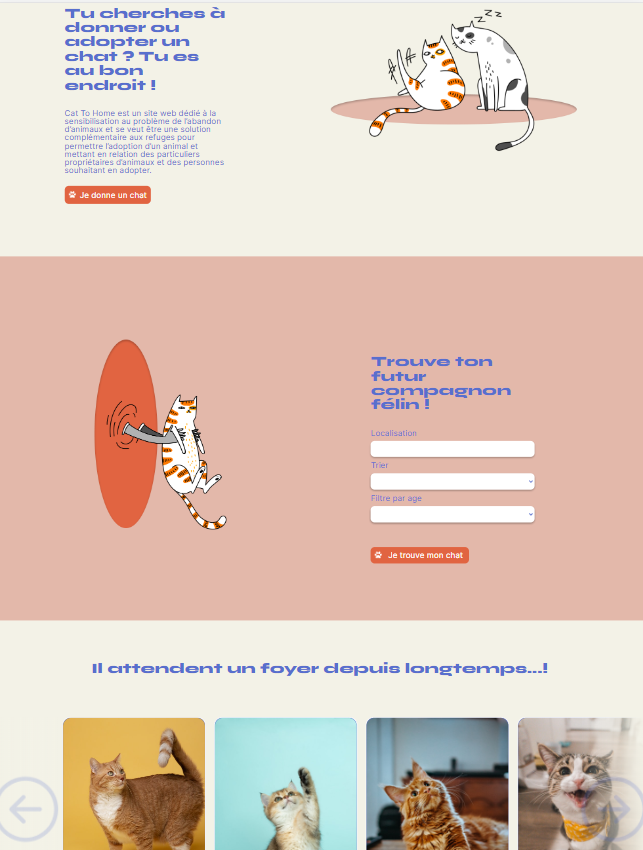 Tu cherches à
donner ou
adopter un
chat ? Tu es
au bon
endroit !
Cat To Home est un site web dédié à la
sensibilisation au problème de l'abandon
d'animaux et se veut être une solution
complémentaire aux refuges pour
permettre l'adoption d'un animal et
mettant en relation des particuliers
propriétaires d'animaux et des personnes
souhaitant en adopter.
Je donne un chat
z z z
Trouve ton
futur
compagnon
félin !
Localisation
Trier
Filtre par age
Je trouve mon chat
Il attendent un foyer depuis longtemps...!